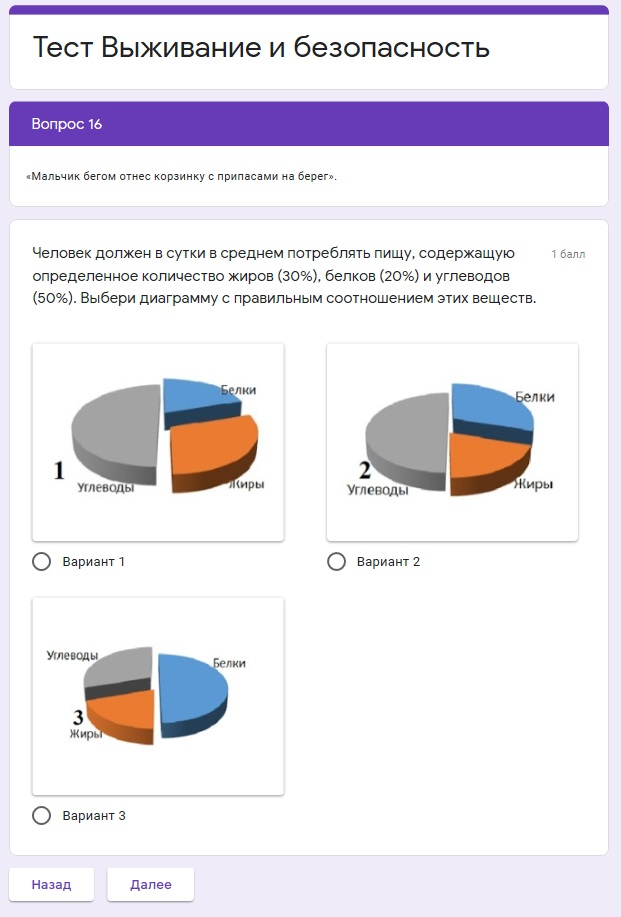 Тест Выживание и безопасность
Вопрос 16
«Мальчик бегом отнес корзинку с припасами на берег».
Человек должен в сутки в среднем потреблять пищу, содержащую
1 балл
определенное количество жиров (30%), белков (20%) и углеводов
(50%). Выбери диаграмму с правильным соотношением этих веществ.
Белки
1
Углеводы
Жиры
Вариант 1
Белки
2
Углеводы
Жиры
Вариант 2
Углеводы
Белки
3
Жиры
Вариант 3
Назад
Далее